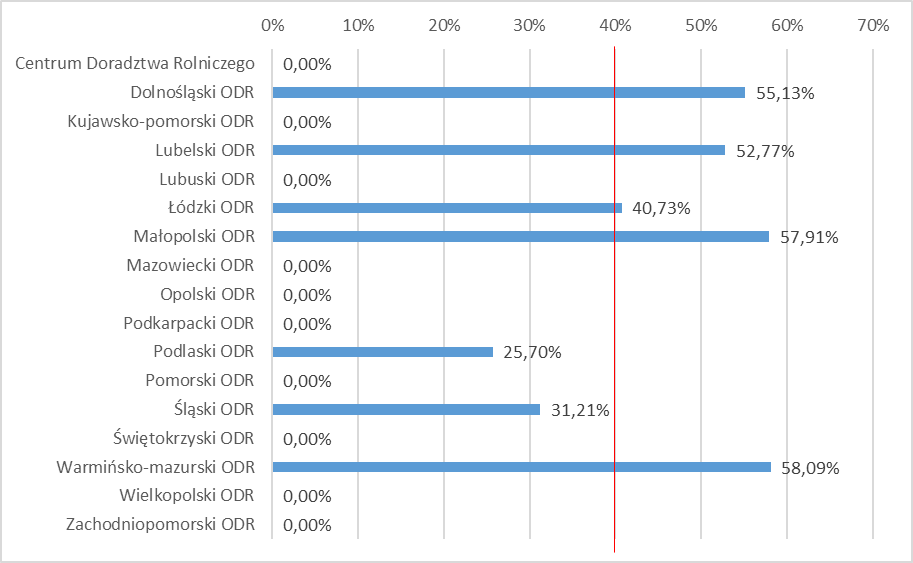 0% 10% 20% 30% 40% 50% 60% 70%
Centrum Doradztwa Rolniczego 0,00%
Dolnośląski ODR 55,13%
Kujawsko-pomorski ODR 0,00%
Lubelski ODR 52,77%
Lubuski ODR 0,00%
Łódzki ODR 40,73%
Małopolski ODR 57,91%
Mazowiecki ODR 0,00%
Opolski ODR 0,00%
Podkarpacki ODR 0,00%
Podlaski ODR 25,70%
Pomorski ODR 0,00%
Śląski ODR 31,21%
Świętokrzyski ODR 0,00%
Warmińsko-mazurski ODR 58,09%
Wielkopolski ODR 0,00%
Zachodniopomorski ODR 0,00%